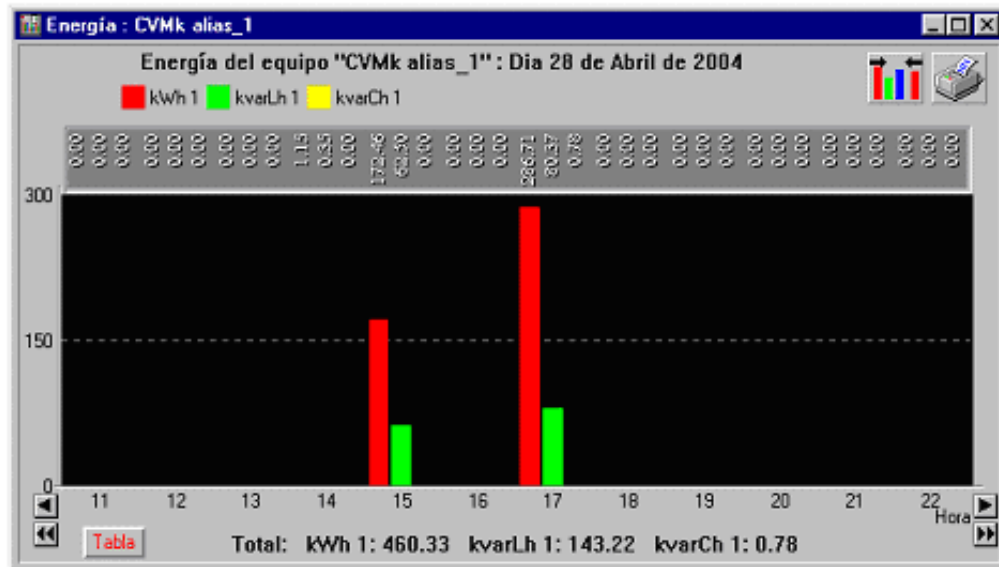 Energía : CVMk alias_1
Energía del equipo "CVMk alias_1" : Dia 28 de Abril de 2004
kWh 1 kvarLh 1 kvarCh 1
0.00 0.00 0.00 0.00 0.00 0.00 0.00 0.00 0.00 1.15 0.35 0.00 172.46 62.50 0.00 0.00 0.00 0.00 286.71 80.37 0.78 0.00 0.00 0.00 0.00 0.00 0.00 0.00 0.00 0.00 0.00 0.00 0.00 0.00 0.00 0.00
300
150
0
11 12 13 14 15 16 17 18 19 20 21 22
Hora
Tabla
Total: kWh 1: 460.33 kvarLh 1: 143.22 kvarCh 1: 0.78